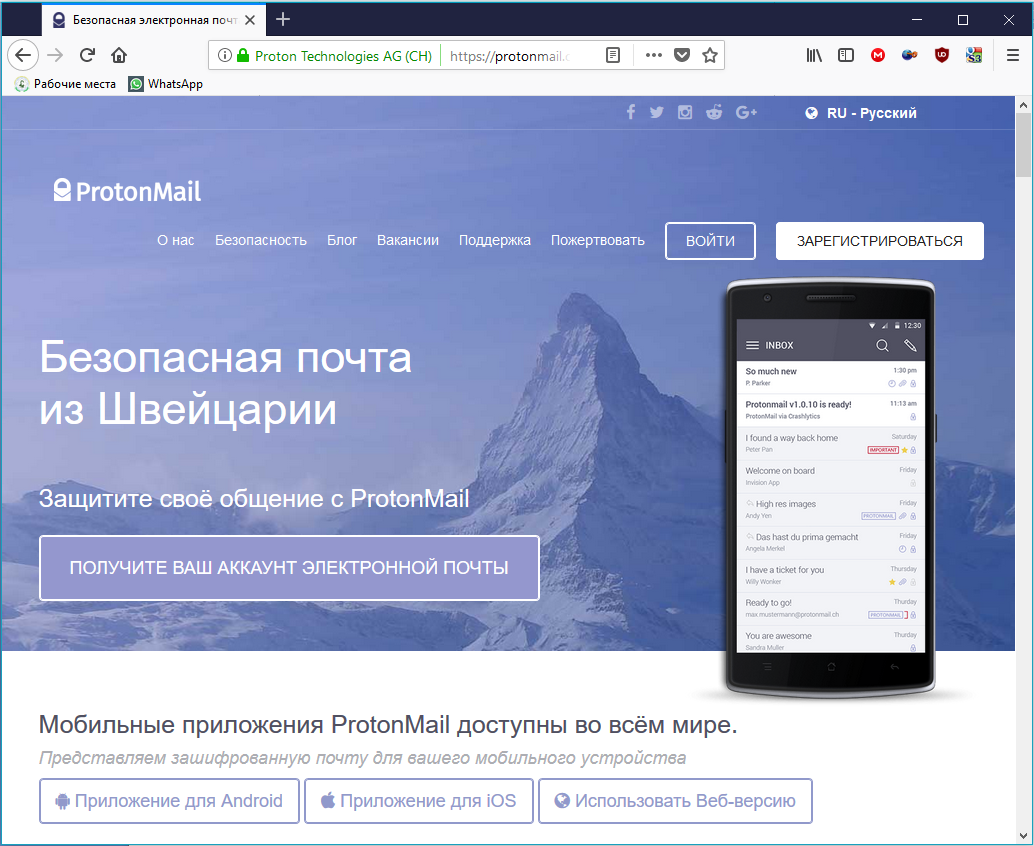 Безопасная электронная почт
Proton Technologies AG (CH) https://protonmail.c
Рабочие места WhatsApp
RU - Русский
ProtonMail
О нас Безопасность Блог Вакансии Поддержка Пожертвовать ВОЙТИ ЗАРЕГИСТРИРОВАТЬСЯ
Безопасная почта
из Швейцарии
Защитите своё общение с ProtonMail
ПОЛУЧИТЕ ВАШ АККАУНТ ЭЛЕКТРОННОЙ ПОЧТЫ
12:30
INBOX
So much new 1:30 pm
P. Parker
Protonmail v1.0.10 is ready! 11:13 am
ProtonMail via Crashlytics
I found a way back home Saturday
Peter Pan IMPORTANT
Welcome on board Friday
Invision App
High res images Friday
Andy Yen PROTONMAIL
Das hast du prima gemacht Friday
Angela Merkel
I have a ticket for you Thursday
Willy Wonker
Ready to go! Thurday
max.mustermann@protonmail.ch PROTONMAIL
You are awesome Thurday
Sandra Muller
Мобильные приложения ProtonMail доступны во всём мире.
Представляем зашифрованную почту для вашего мобильного устройства
Приложение для Android Приложение для iOS Использовать Веб-версию